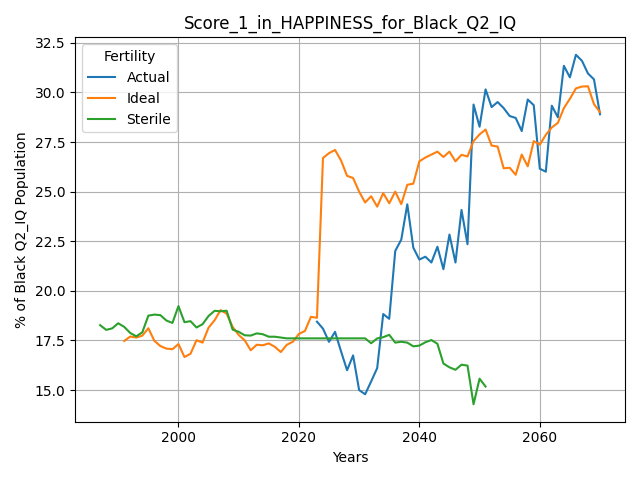 Score_1_in_HAPPINESS_for_Black_Q2_IQ
Fertility
Actual
Ideal
Sterile
% of Black Q2_IQ Population
32.5
30.0
27.5
25.0
22.5
20.0
17.5
15.0
2000
2020
2040
2060
Years